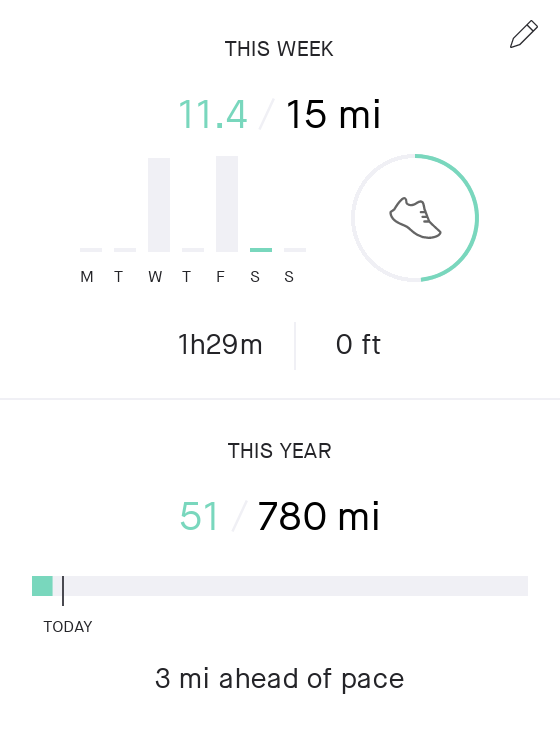 THIS WEEK
11.4 / 15 mi
M T W T F S S
1h29m 0 ft
THIS YEAR
51 / 780 mi
TODAY
3 mi ahead of pace